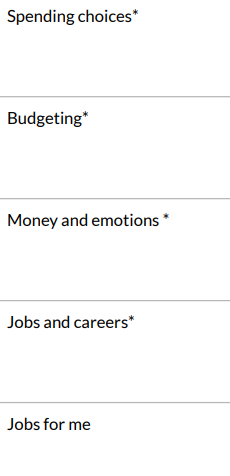 Spending choices*
Budgeting*
Money and emotions *
Jobs and careers*
Jobs for me